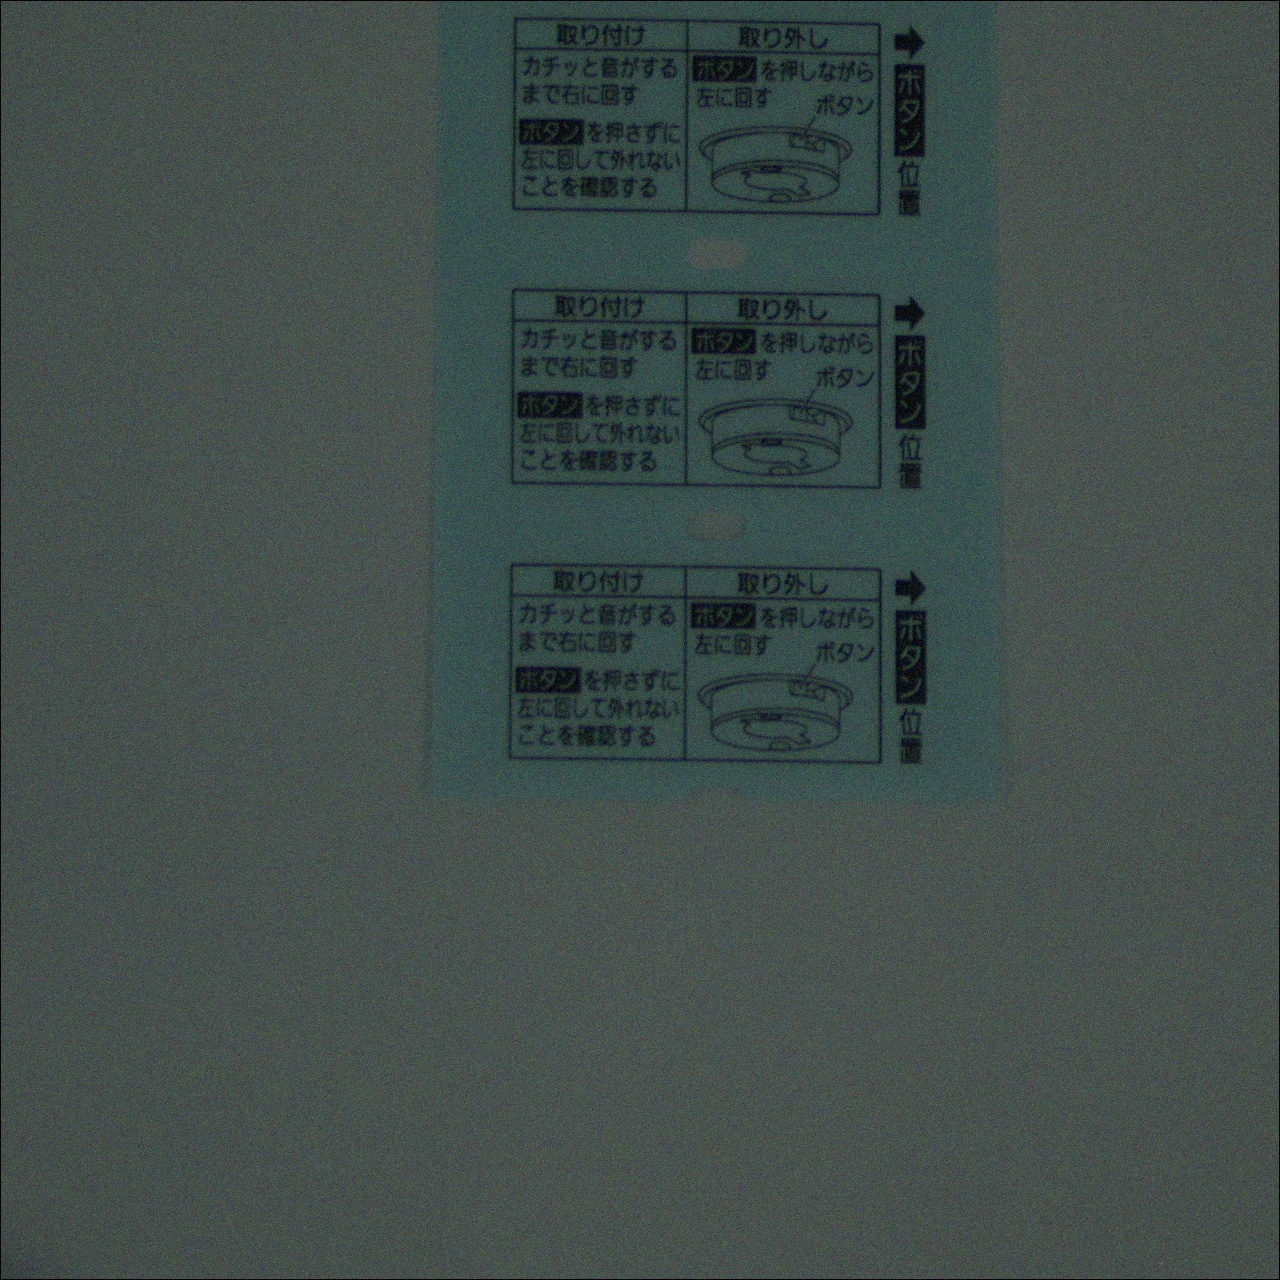 取り付け
カチッと音がする
まで右に回す
ボタンを押さずに
左に回して外れない
ことを確認する
取り外し
ボタンを押しながら
左に回す
ボタン
➡ボタン位置
取り付け
カチッと音がする
まで右に回す
ボタンを押さずに
左に回して外れない
ことを確認する
取り外し
ボタンを押しながら
左に回す
ボタン
➡ボタン位置
取り付け
カチッと音がする
まで右に回す
ボタンを押さずに
左に回して外れない
ことを確認する
取り外し
ボタンを押しながら
左に回す
ボタン
➡ボタン位置